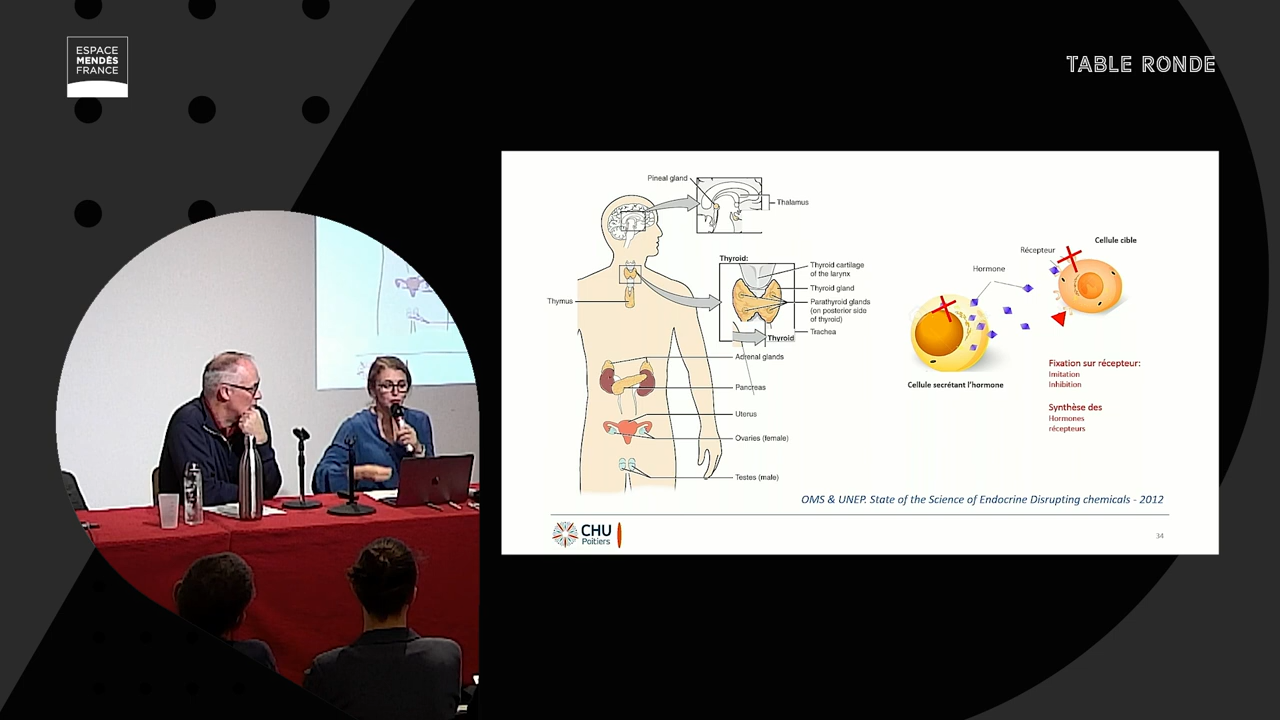 ESPACE
MENDÈS
FRANCE
TABLE RONDE
Pineal gland
Thalamus
Thyroid:
Thyroid cartilage
of the larynx
Thyroid gland
Parathyroid glands
(on posterior side
of thyroid)
Trachea
Thyroid
Thymus
Adrenal glands
Pancreas
Uterus
Ovaries (female)
Testes (male)
Cellule cible
Récepteur
Hormone
Cellule secrétant l'hormone
Fixation sur récepteur:
Imitation
Inhibition
Synthèse des
Hormones
récepteurs
OMS & UNEP. State of the Science of Endocrine Disrupting chemicals - 2012
CHU
Poitiers
34